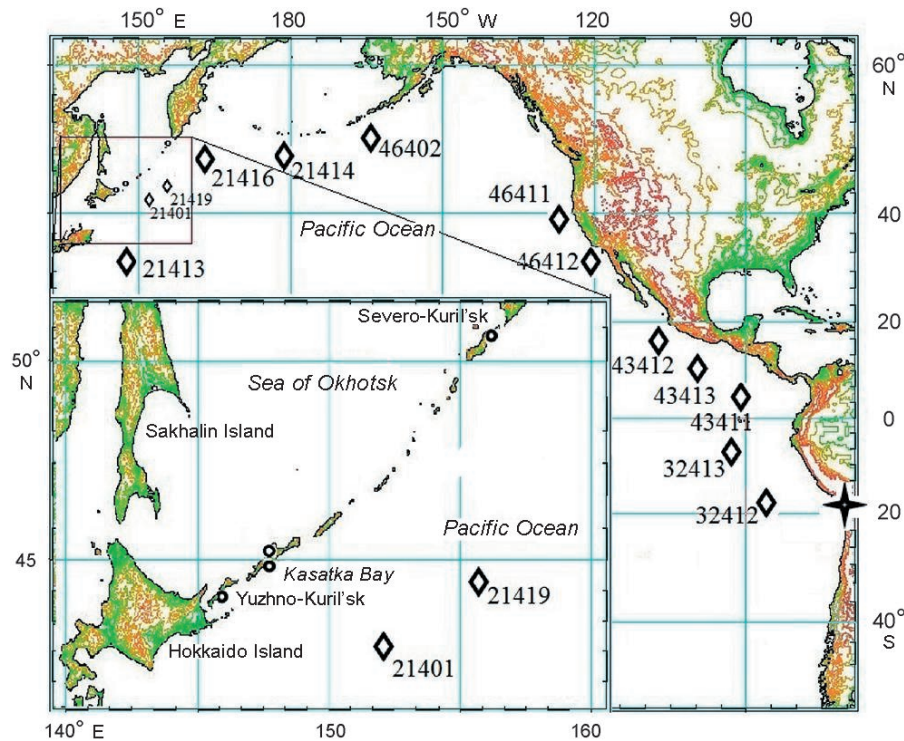 150° E 180 150° W 120 90
60° N
46402
21416 21414
21419
21401
46411
40
Pacific Ocean
21413
46412
Severo-Kuril'sk
20
50° N
Sea of Okhotsk
43412
43413
43411
0
Sakhalin Island
32413
Pacific Ocean
32412
20
45
Kasatka Bay
21419
Yuzhno-Kuril'sk
40° S
Hokkaido Island
21401
140° E 150 160